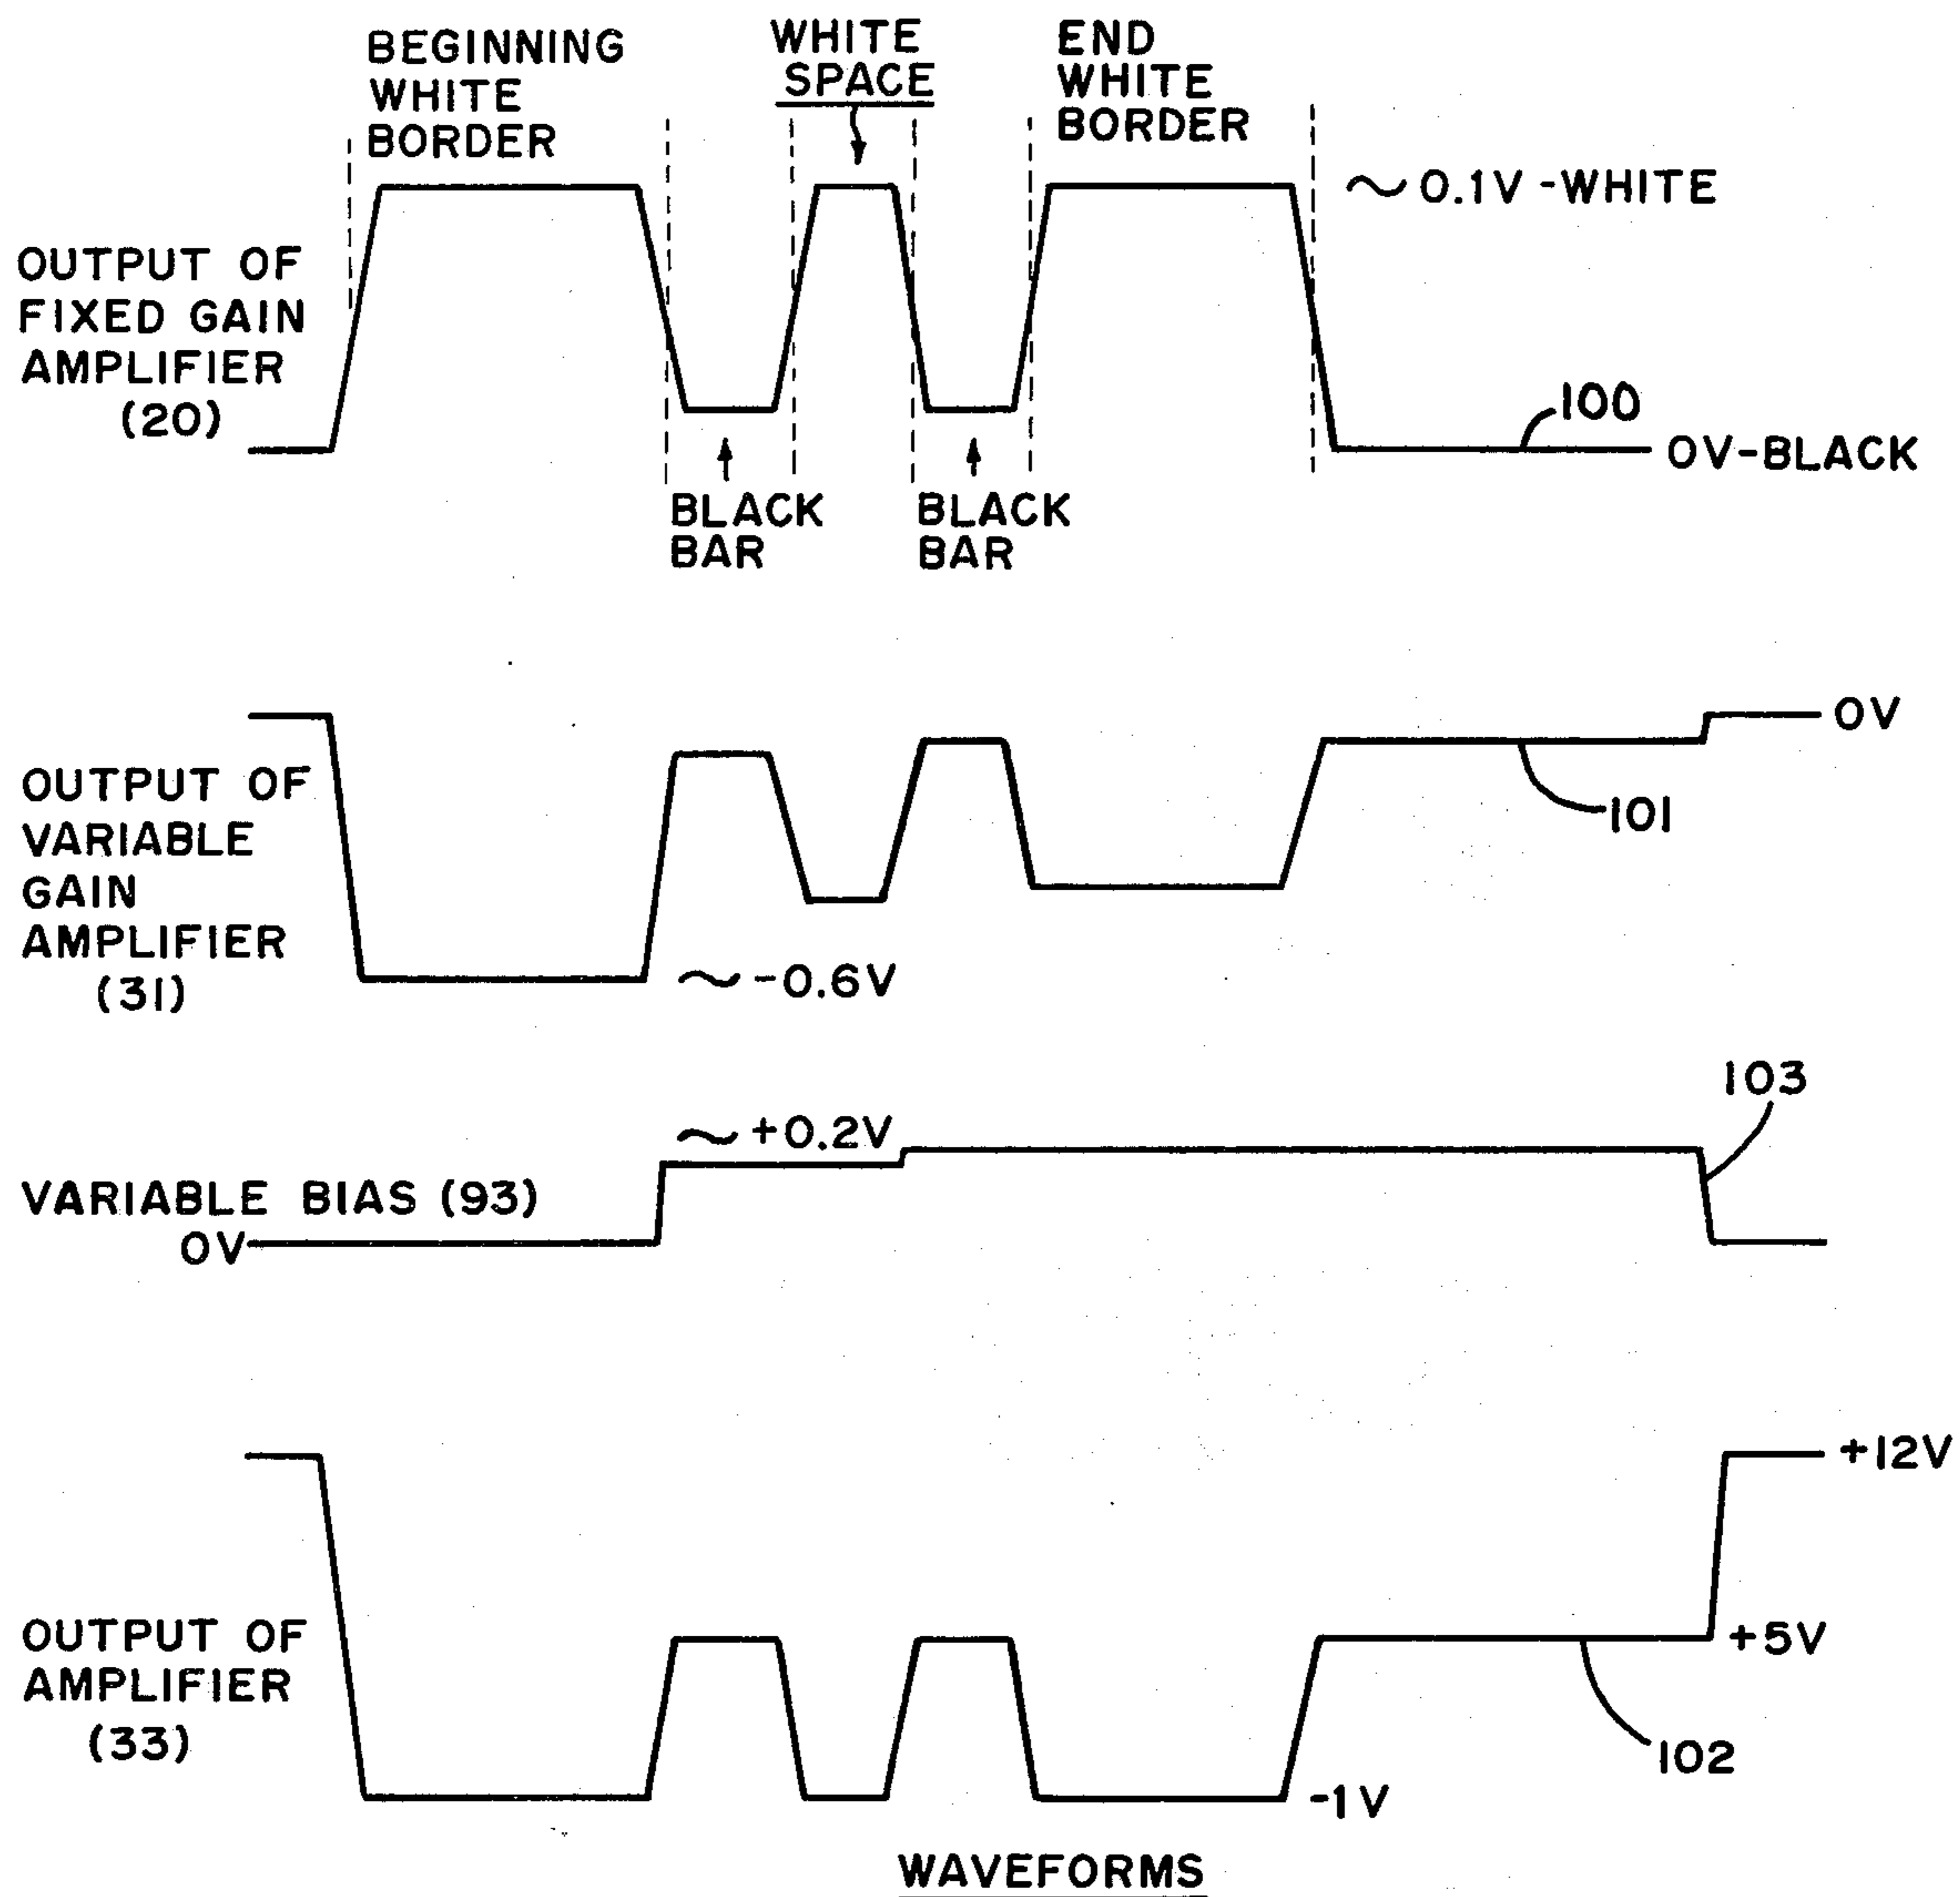 BEGINNING
WHITE
BORDER
WHITE
SPACE
END
WHITE
BORDER
~ 0.1V -WHITE
OUTPUT OF
FIXED GAIN
AMPLIFIER
(20)
100
0V-BLACK
BLACK
BAR
BLACK
BAR
0V
OUTPUT OF
VARIABLE
GAIN
AMPLIFIER
(31)
101
~ -0.6V
103
~ +0.2V
VARIABLE BIAS (93)
0V
+12V
OUTPUT OF
AMPLIFIER
(33)
+5V
102
-1V
WAVEFORMS